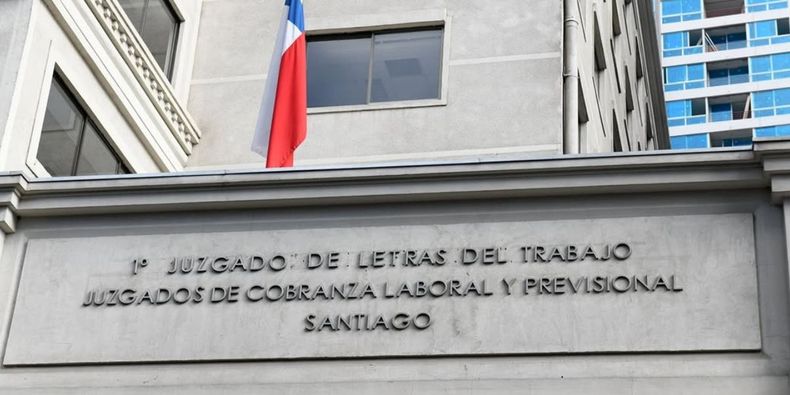 1º JUZGADO DE LETRAS DEL TRABAJO
JUZGADOS DE COBRANZA LABORAL Y PREVISIONAL
SANTIAGO